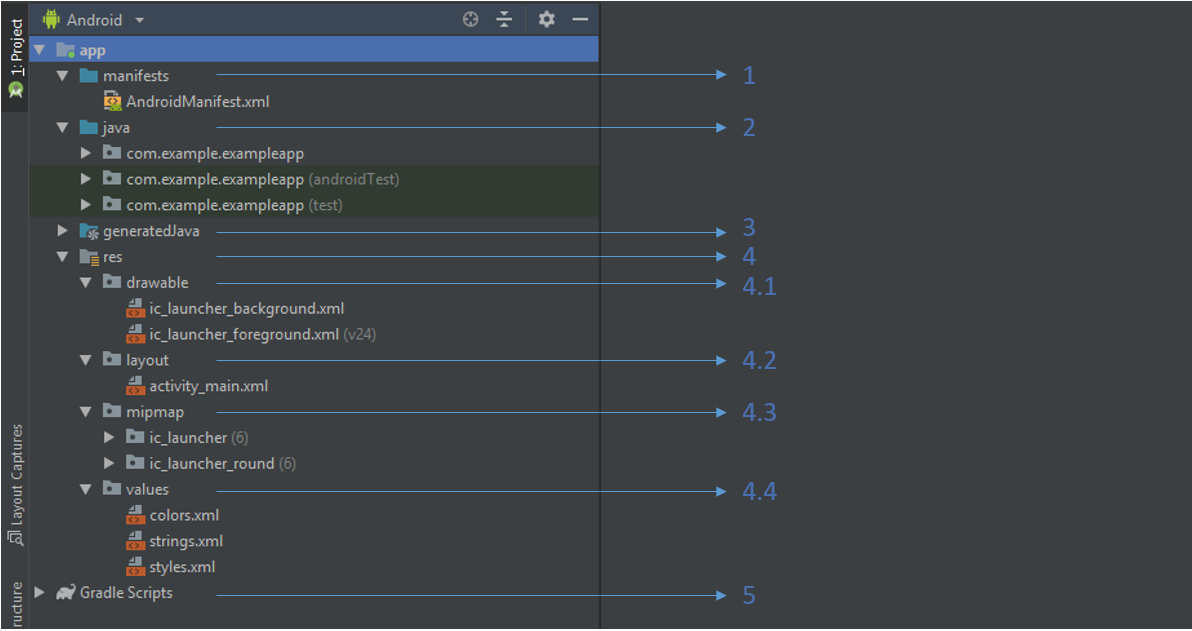 Android
1: Project
app
manifests 1
AndroidManifest.xml
java 2
com.example.exampleapp
com.example.exampleapp (androidTest)
com.example.exampleapp (test)
generatedJava 3
res 4
drawable 4.1
ic_launcher_background.xml
ic_launcher_foreground.xml (v24)
layout 4.2
activity_main.xml
mipmap 4.3
ic_launcher (6)
ic_launcher_round (6)
Layout Captures
values 4.4
colors.xml
strings.xml
styles.xml
Gradle Scripts 5
ructure